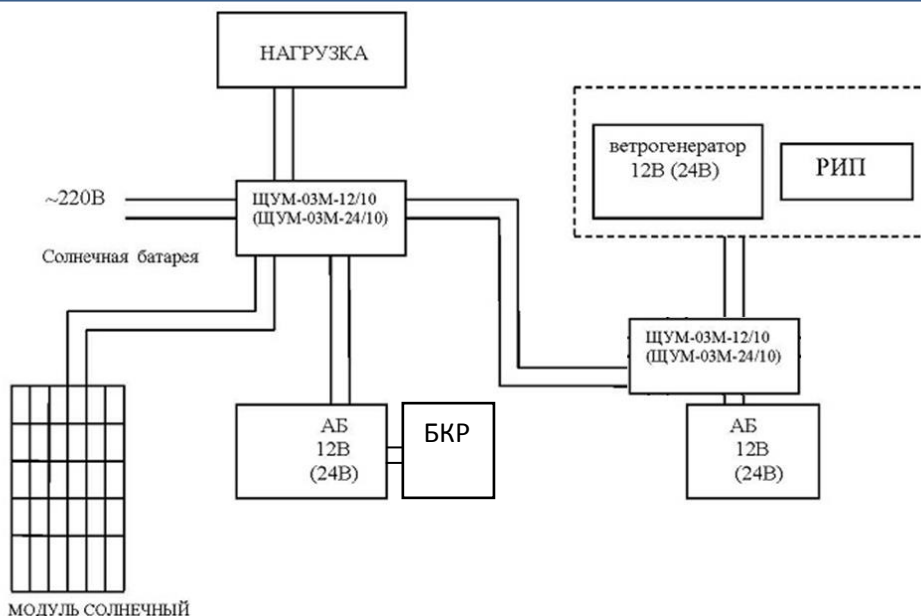 НАГРУЗКА
~220В
ЩУМ-03М-12/10
(ЩУМ-03М-24/10)
ветрогенератор
12В (24В)
РИП
Солнечная батарея
ЩУМ-03М-12/10
(ЩУМ-03М-24/10)
АБ
12В
(24В)
БКР
АБ
12В
(24В)
МОДУЛЬ СОЛНЕЧНЫЙ